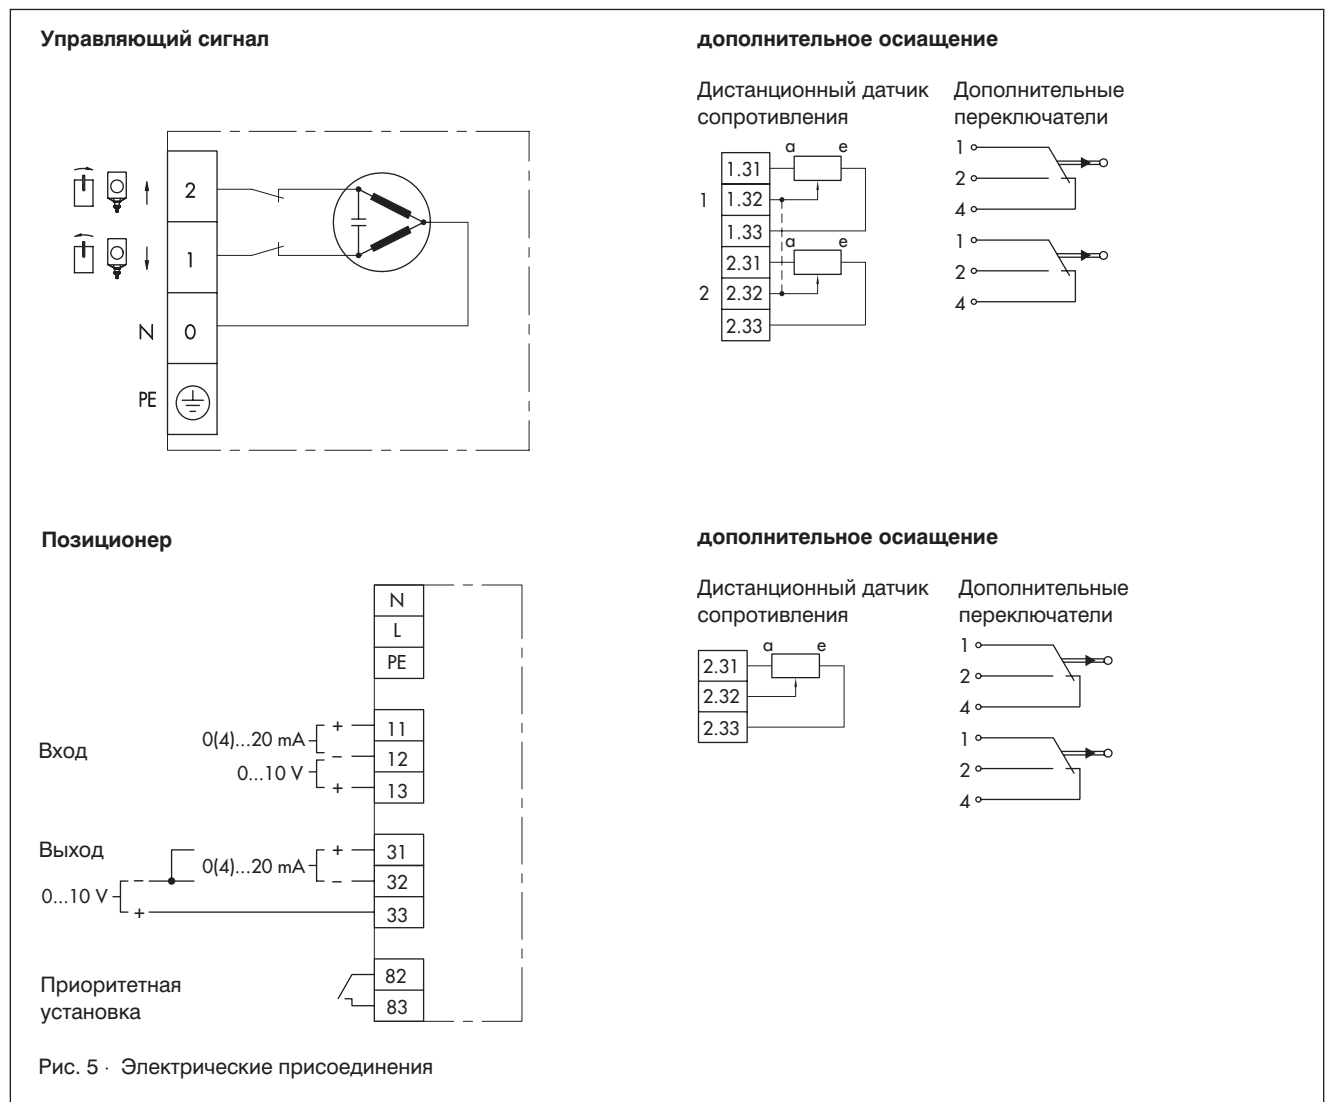 Управляющий сигнал
2
1
N 0
PE
дополнительное осиащение
Дистанционный датчик
сопротивления
a e
1.31
1 1.32
1.33
a e
2.31
2 2.32
2.33
Дополнительные
переключатели
1
2
4
1
2
4
Позиционер
N
L
PE
Вход
0(4)...20 mA + 11
− 12
0...10 V
+ 13
Выход
0(4)...20 mA + 31
− − 32
0...10 V
+ 33
Приоритетная
установка
82
83
дополнительное осиащение
Дистанционный датчик
сопротивления
a e
2.31
2.32
2.33
Дополнительные
переключатели
1
2
4
1
2
4
Рис. 5 · Электрические присоединения